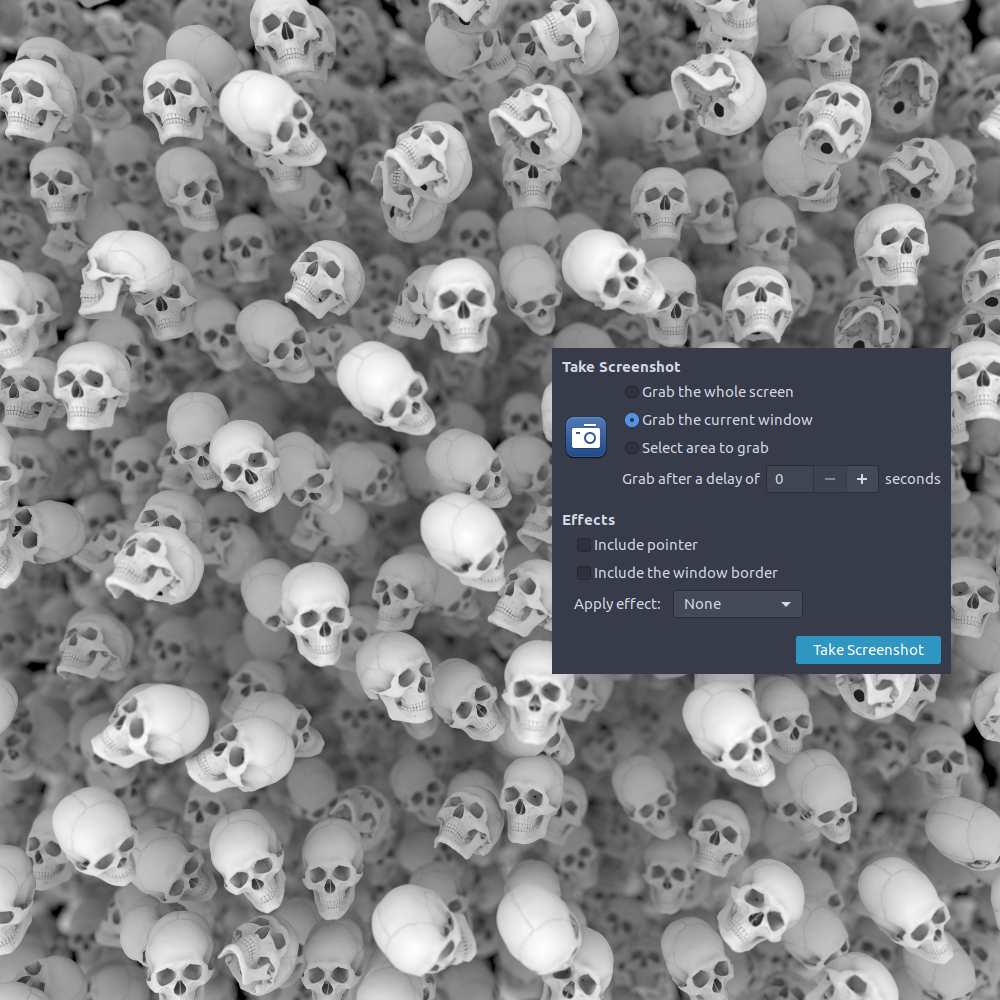 Take Screenshot
Grab the whole screen
Grab the current window
Select area to grab
Grab after a delay of 0 − + seconds
Effects
Include pointer
Include the window border
Apply effect: None
Take Screenshot